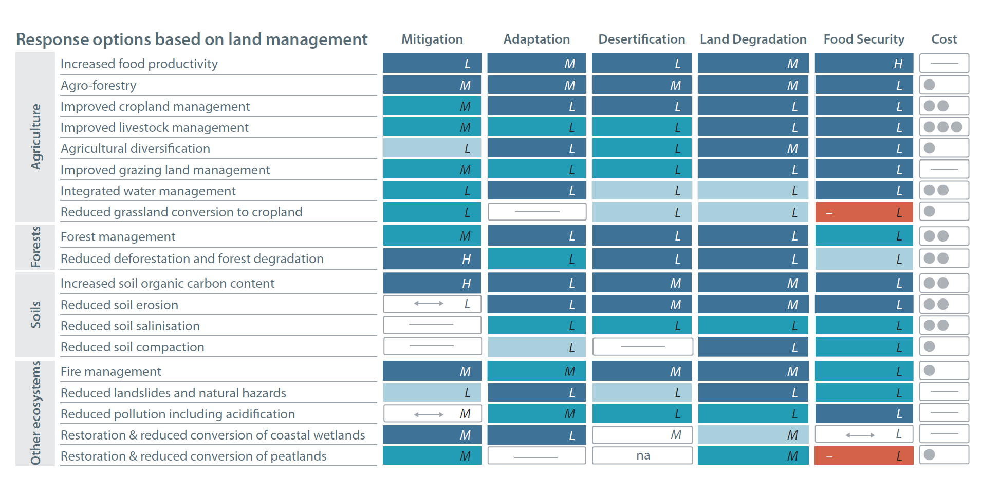 Response options based on land management Mitigation Adaptation Desertification Land Degradation Food Security Cost
Agriculture
Increased food productivity L M L M H
Agro-forestry M M M M L
Improved cropland management M L L L L
Improved livestock management M L L L L
Agricultural diversification L L L M L
Improved grazing land management M L L L L
Integrated water management L L L L L
Reduced grassland conversion to cropland L L L – L
Forests
Forest management M L L L L
Reduced deforestation and forest degradation H L L L L
Soils
Increased soil organic carbon content H L M M L
Reduced soil erosion L L M M L
Reduced soil salinisation L L L L
Reduced soil compaction L L L
Other ecosystems
Fire management M M M M L
Reduced landslides and natural hazards L L L L L
Reduced pollution including acidification M M L L L
Restoration & reduced conversion of coastal wetlands M L M M L
Restoration & reduced conversion of peatlands M na M – L